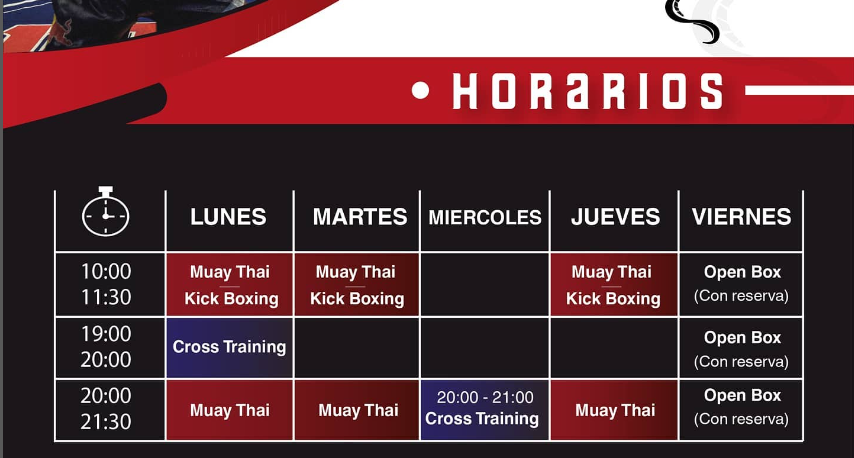 HORARIOS
LUNES MARTES MIERCOLES JUEVES VIERNES
10:00
11:30
Muay Thai
Kick Boxing
Muay Thai
Kick Boxing
Muay Thai
Kick Boxing
Open Box
(Con reserva)
19:00
20:00
Cross Training
Open Box
(Con reserva)
20:00
21:30
Muay Thai
Muay Thai
20:00 - 21:00
Cross Training
Muay Thai
Open Box
(Con reserva)